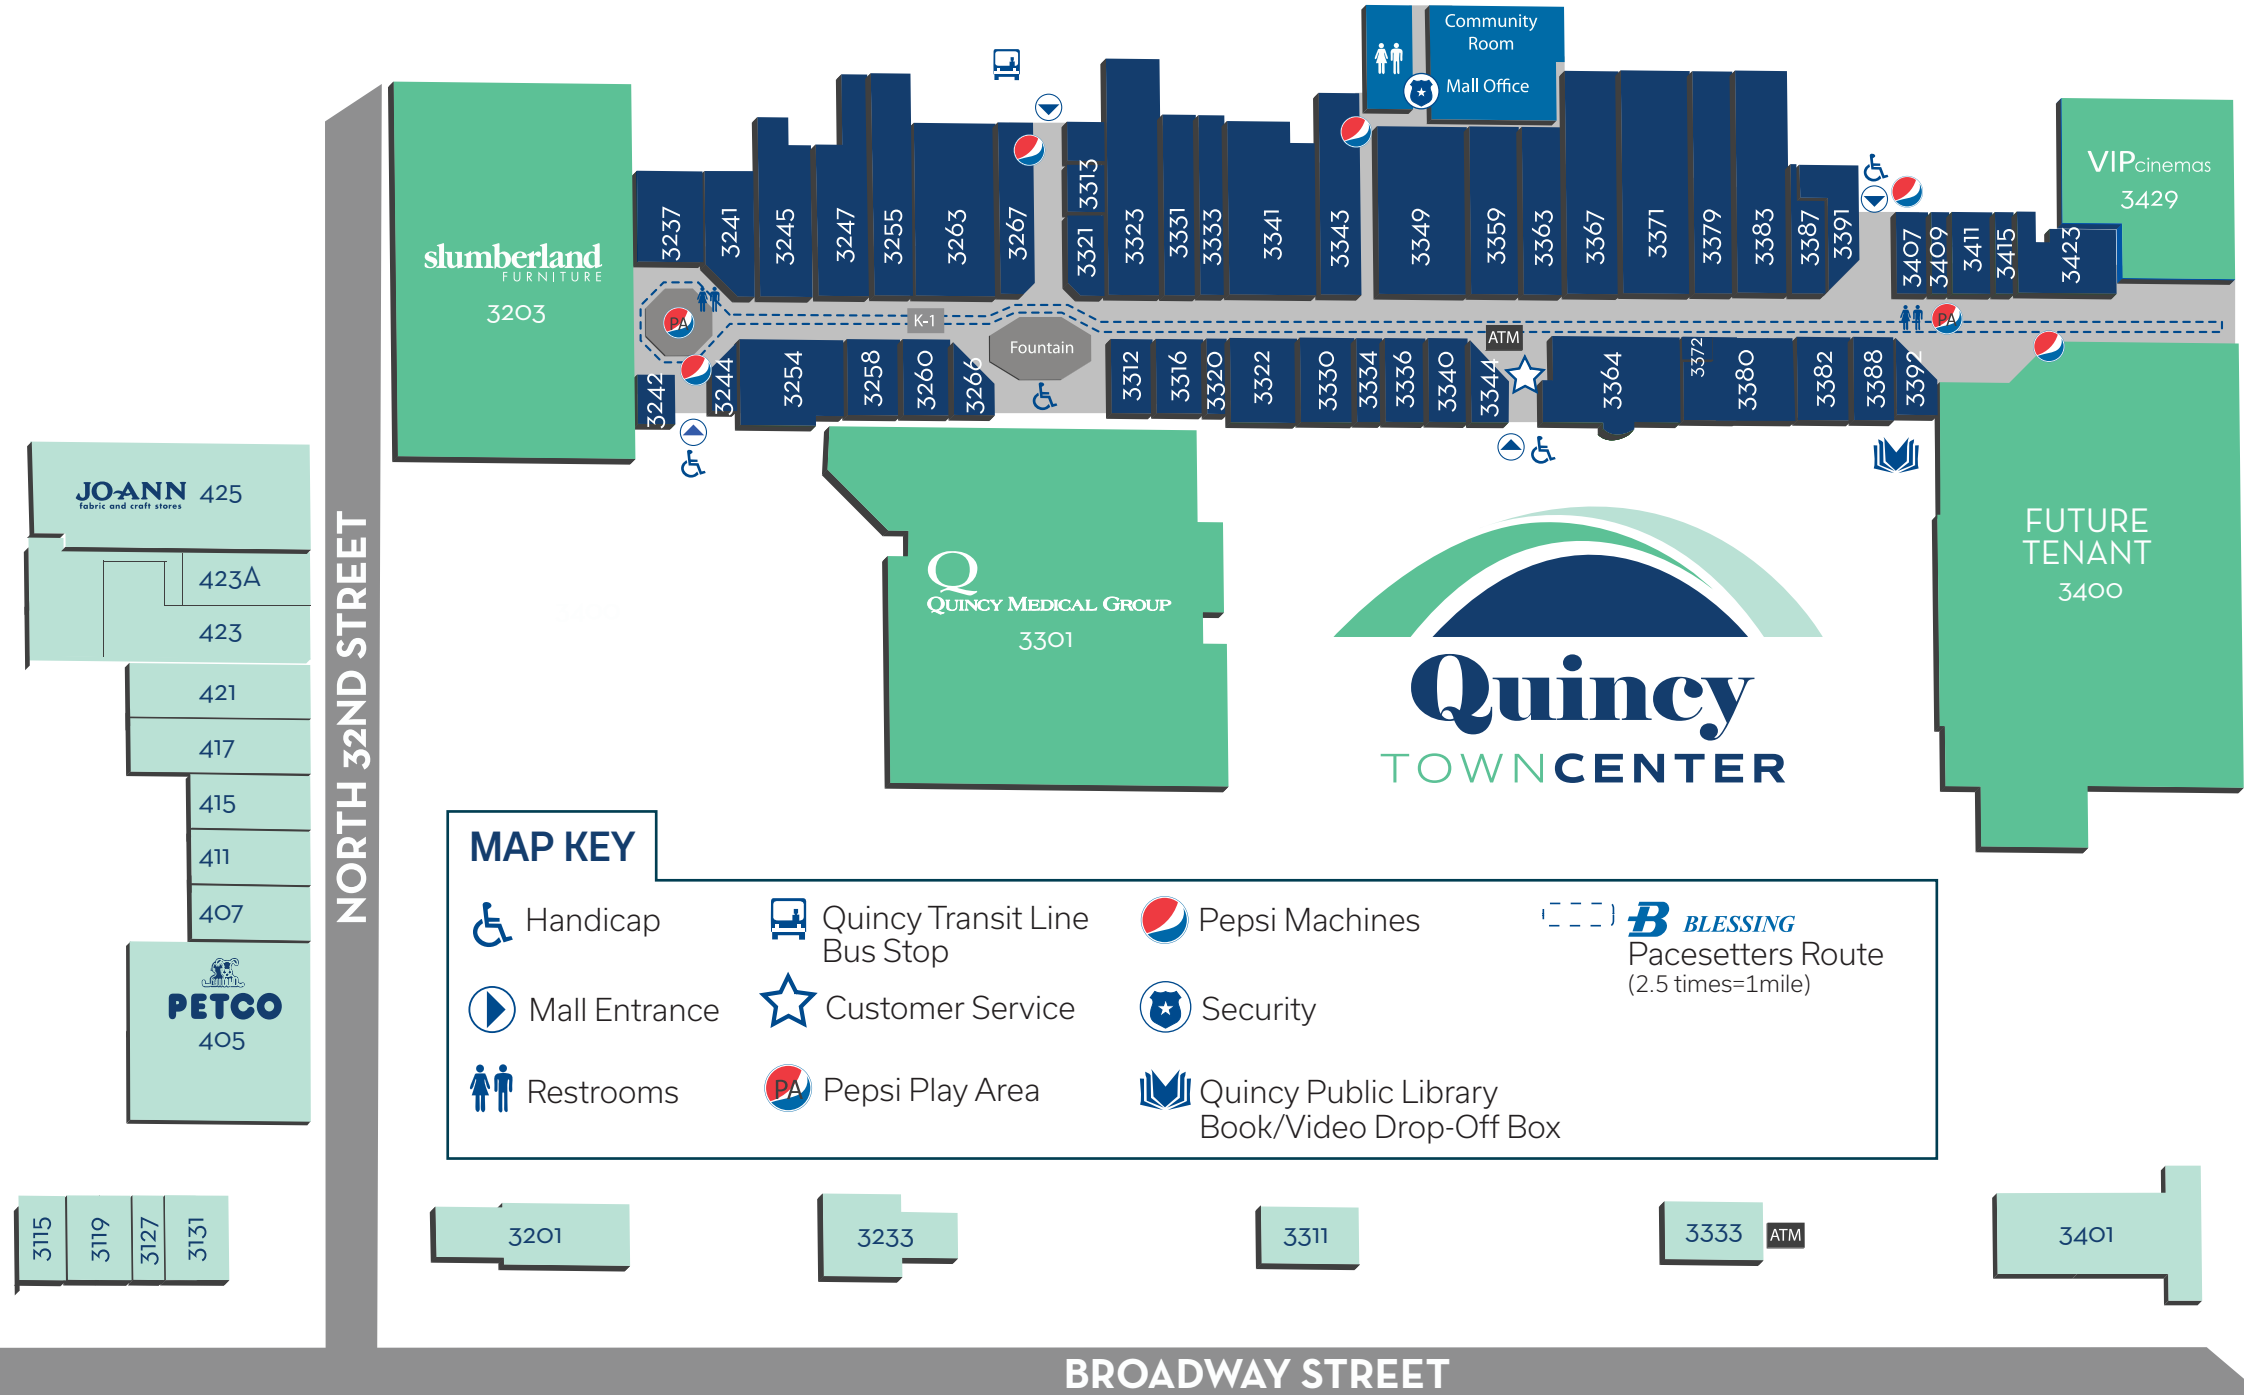 Community
Room
Mall Office
VIPcinemas
3429
slumberland
FURNITURE
3203
3237
3241
3245
3247
3255
3263
3267
3313
3321
3323
3331
3333
3341
3343
3349
3359
3363
3367
3371
3379
3383
3387
3391
3407
3409
3411
3415
3423
PA
K-1
Fountain
ATM
PA
3242
3244
3254
3258
3260
3266
3312
3316
3320
3322
3330
3334
3336
3340
3344
3364
3372
3380
3382
3388
3392
JO-ANN
fabric and craft stores
425
423A
423
421
417
415
411
407
PETCO
405
NORTH 32ND STREET
Q
QUINCY MEDICAL GROUP
3301
Quincy
TOWNCENTER
FUTURE
TENANT
3400
MAP KEY
Handicap
Mall Entrance
Restrooms
Quincy Transit Line
Bus Stop
Customer Service
PA Pepsi Play Area
Pepsi Machines
Security
Quincy Public Library
Book/Video Drop-Off Box
B BLESSING
Pacesetters Route
(2.5 times=1mile)
3115
3119
3127
3131
3201
3233
3311
3333
ATM
3401
BROADWAY STREET